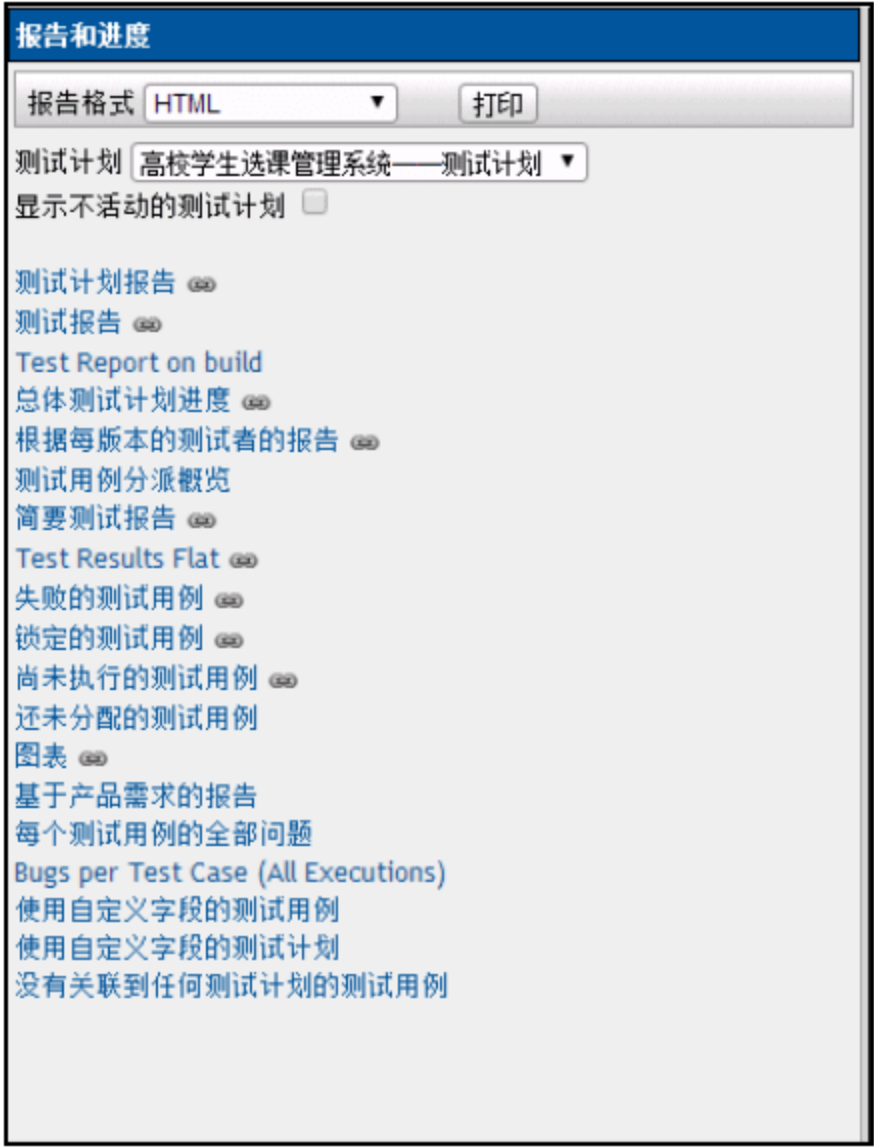 报告和进度
报告格式 HTML 打印
测试计划 高校学生选课管理系统——测试计划
显示不活动的测试计划
测试计划报告
测试报告
Test Report on build
总体测试计划进度
根据每版本的测试者的报告
测试用例分派概览
简要测试报告
Test Results Flat
失败的测试用例
锁定的测试用例
尚未执行的测试用例
还未分配的测试用例
图表
基于产品需求的报告
每个测试用例的全部问题
Bugs per Test Case (All Executions)
使用自定义字段的测试用例
使用自定义字段的测试计划
没有关联到任何测试计划的测试用例